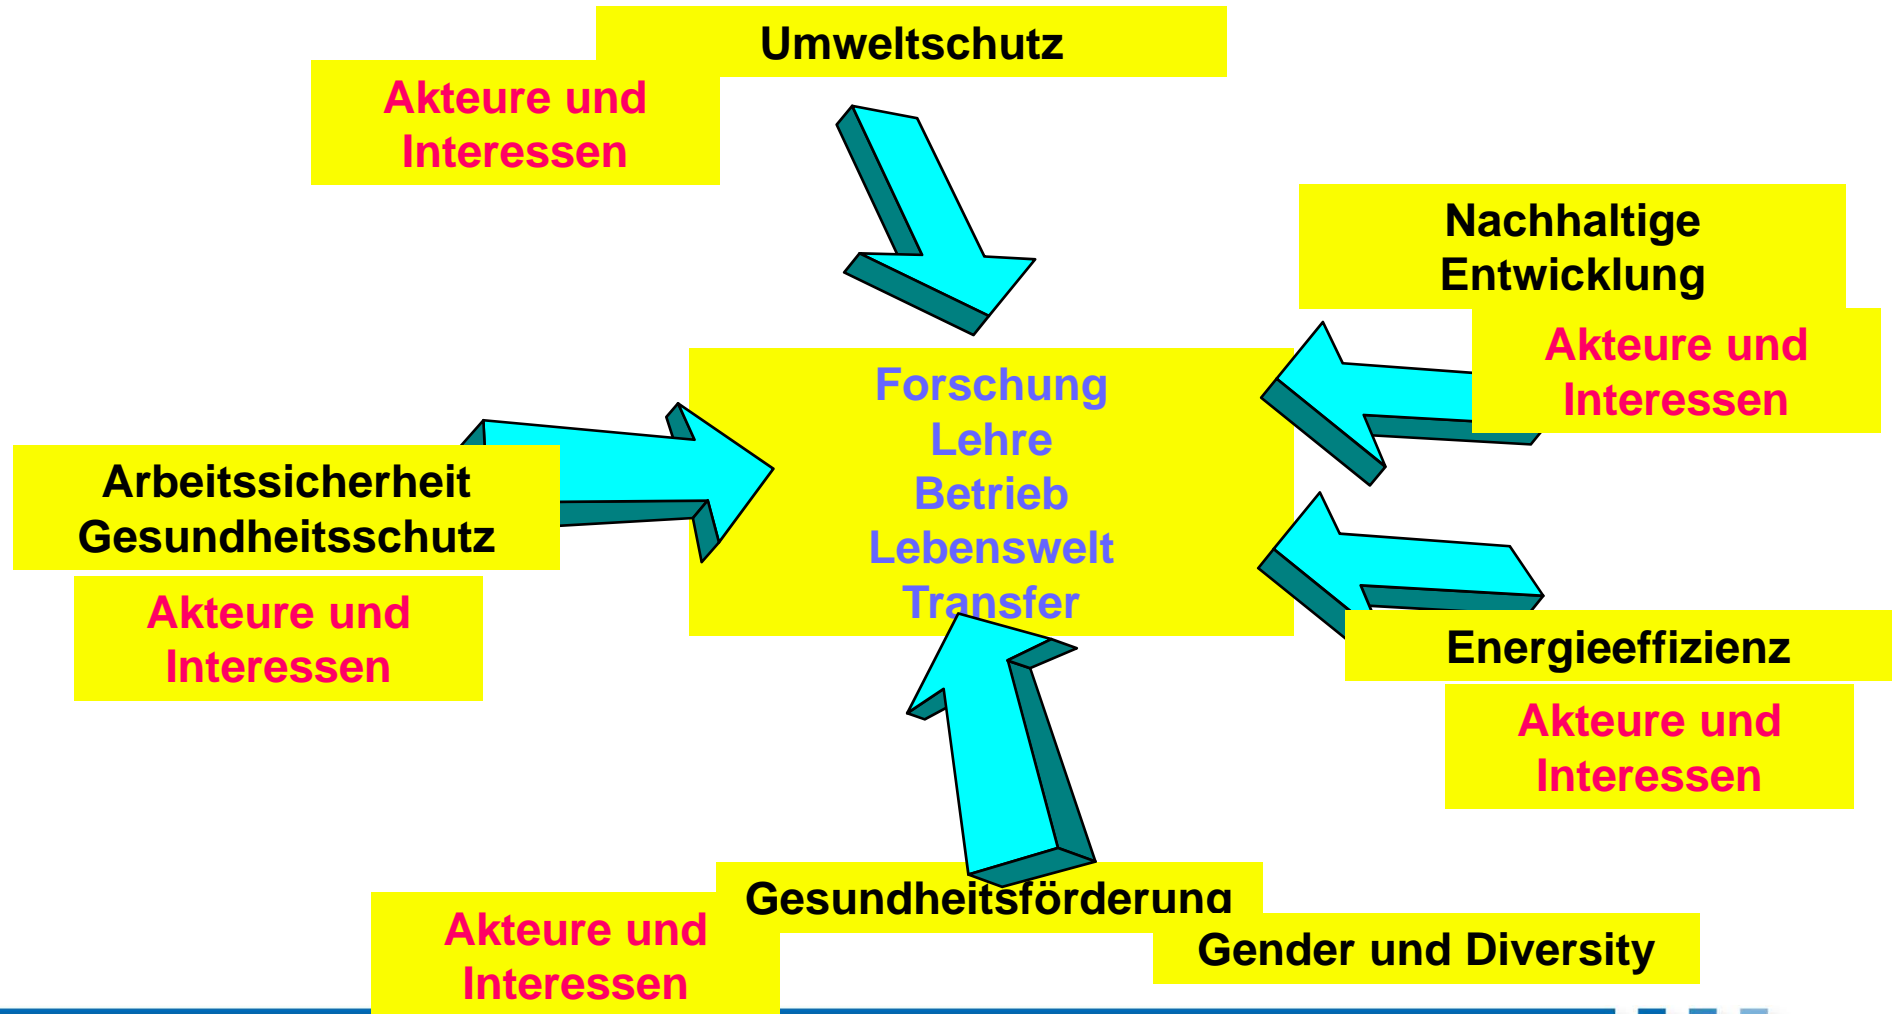 Umweltschutz
Akteure und
Interessen
Nachhaltige
Entwicklung
Akteure und
Interessen
Forschung
Lehre
Betrieb
Lebenswelt
Transfer
Arbeitssicherheit
Gesundheitsschutz
Akteure und
Interessen
Energieeffizienz
Akteure und
Interessen
Gesundheitsförderung
Akteure und
Interessen
Gender und Diversity